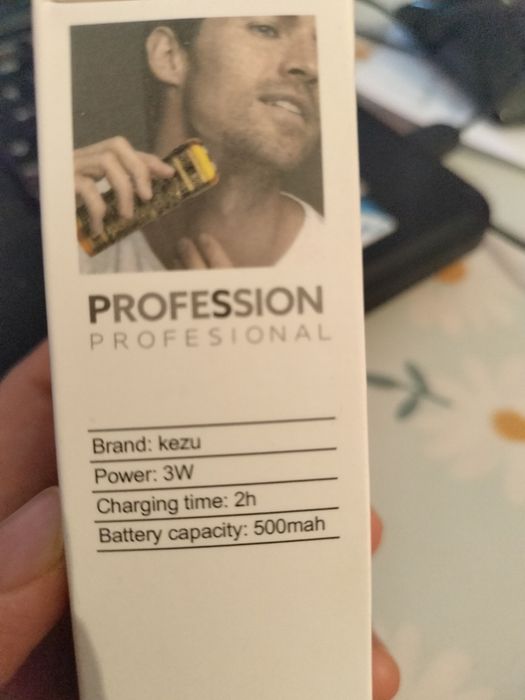 PROFESSION
PROFESIONAL
Brand: kezu
Power: 3W
Charging time: 2h
Battery capacity: 500mah